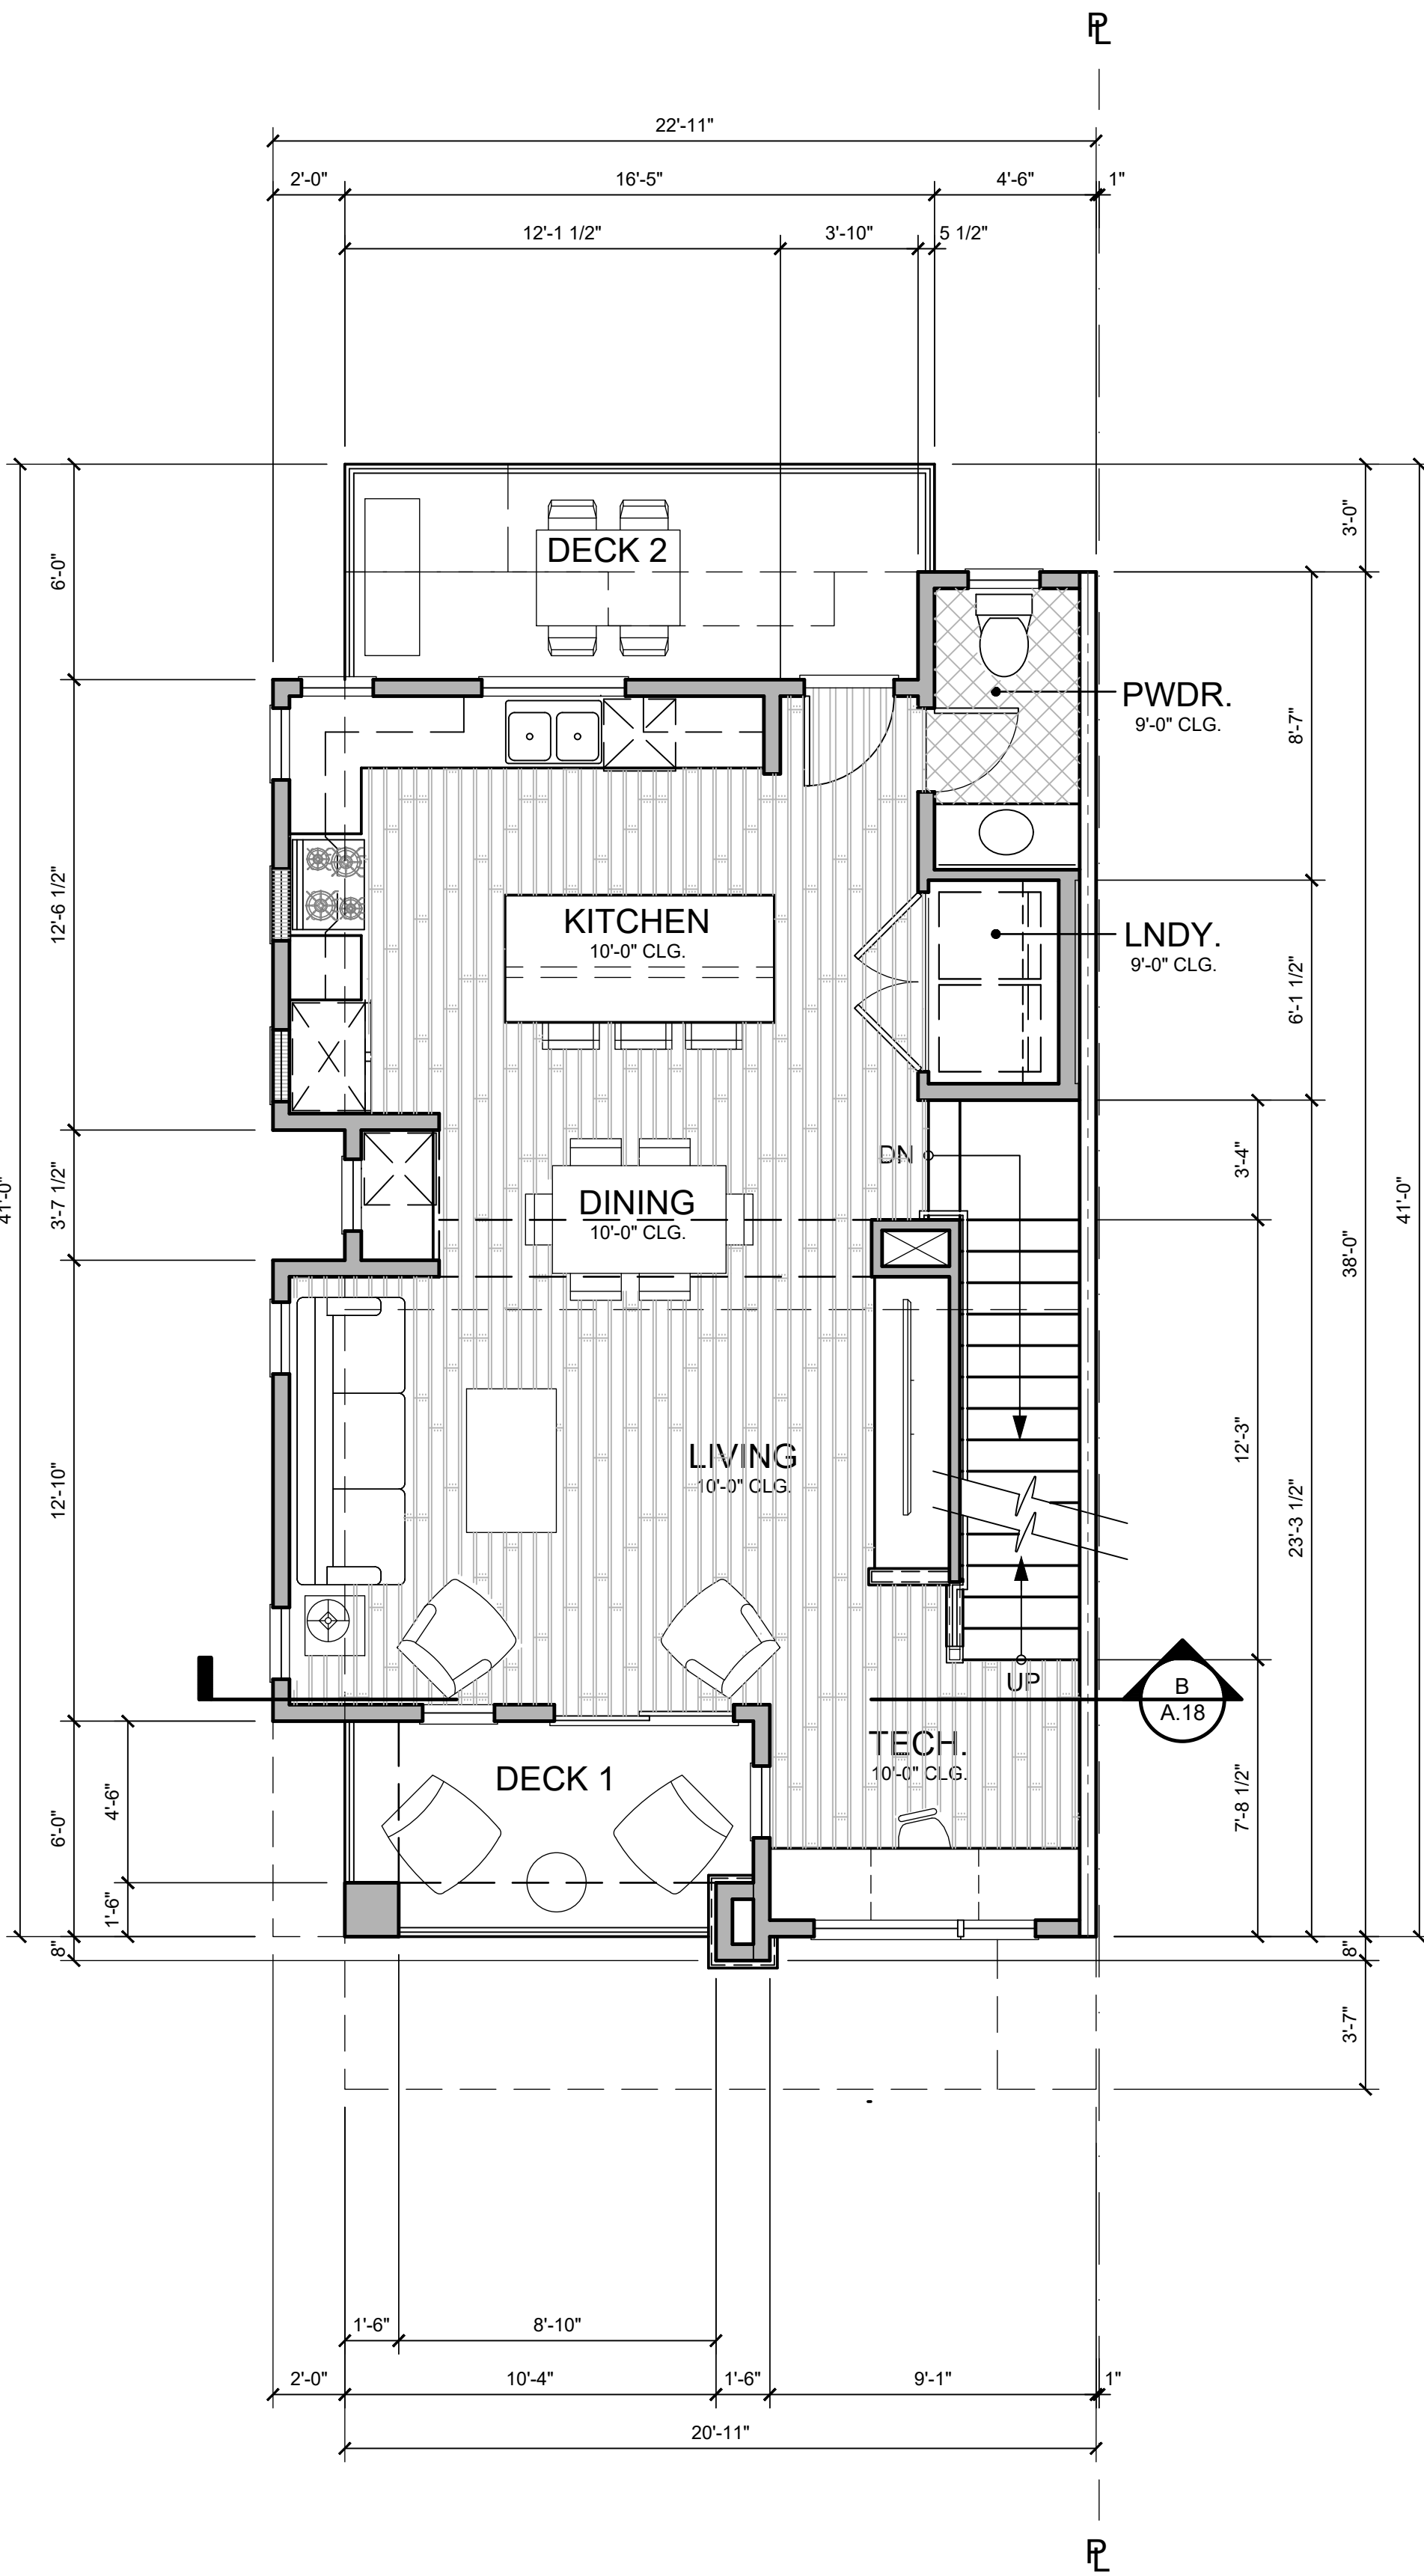 PL
22'-11"
2'-0"
16'-5"
4'-6"
1"
12'-1 1/2"
3'-10"
5 1/2"
6'-0"
3'-0"
DECK 2
PWDR.
9'-0" CLG.
8'-7"
12'-6 1/2"
KITCHEN
10'-0" CLG.
LNDY.
9'-0" CLG.
6'-1 1/2"
DN
3'-4"
41'-0"
3'-7 1/2"
DINING
10'-0" CLG.
38'-0"
41'-0"
12'-10"
LIVING
10'-0" CLG.
12'-3"
23'-3 1/2"
UP
B
A.18
TECH.
10'-0" CLG.
DECK 1
4'-6"
6'-0"
7'-8 1/2"
1'-6"
8"
8"
3'-7"
1'-6"
8'-10"
2'-0"
10'-4"
1'-6"
9'-1"
1"
20'-11"
PL